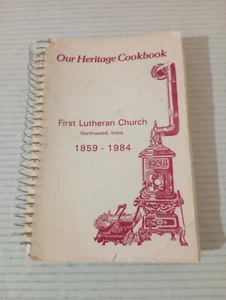 Our Heritage Cookbook
First Lutheran Church
Northwood, Iowa
1859 - 1984